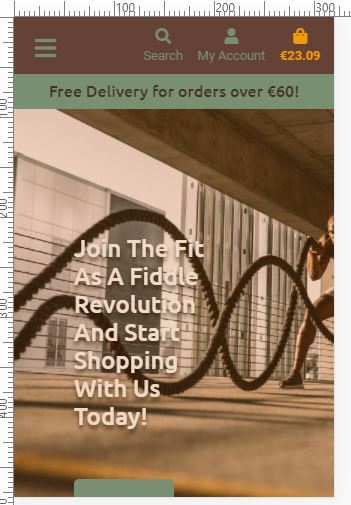 100
200
300
Search
My Account
€23.09
Free Delivery for orders over €60!
100
200
Join The Fit
As A Fiddle
Revolution
300
And Start
Shopping
With Us
400
Today!